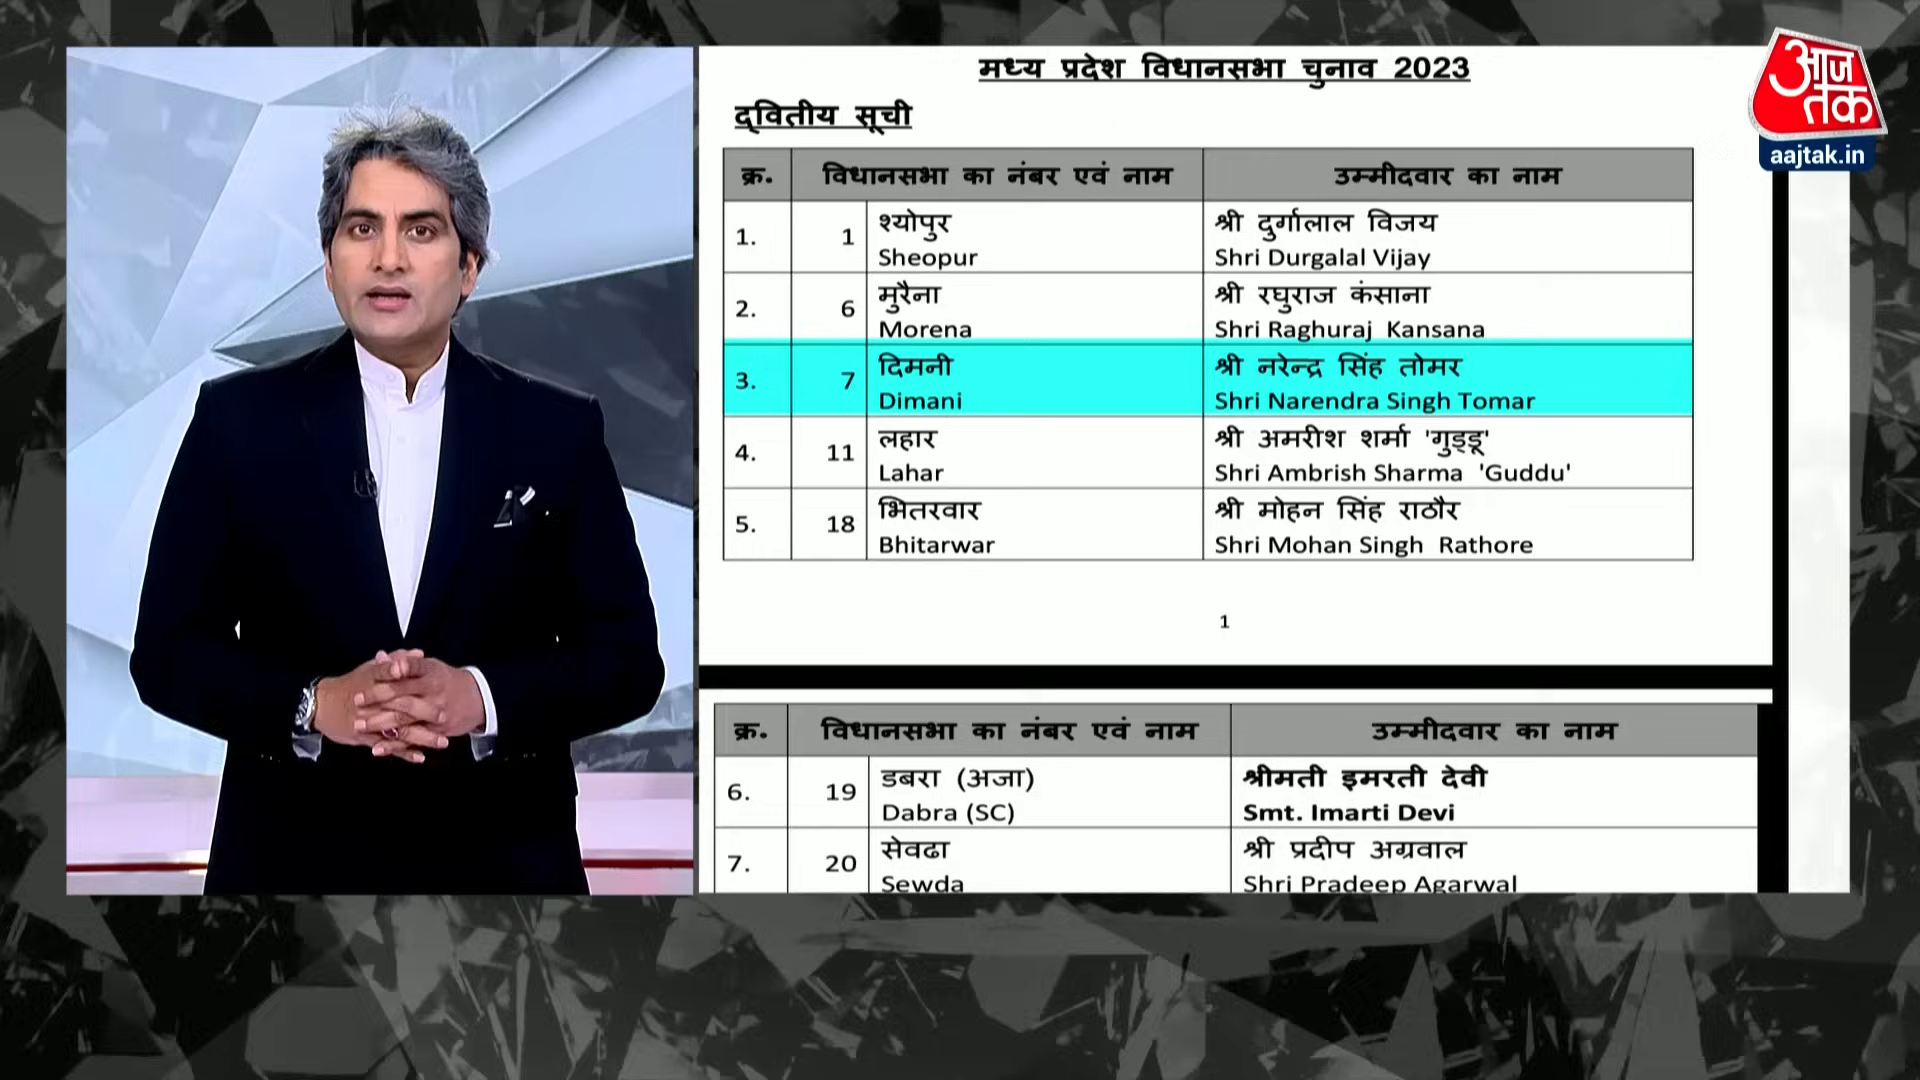 मध्य प्रदेश विधानसभा चुनाव 2023
द्वितीय सूची
क्र. विधानसभा का नंबर एवं नाम उम्मीदवार का नाम
1. 1 श्योपुर श्री दुर्गालाल विजय
Sheopur Shri Durgalal Vijay
2. 6 मुरैना श्री रघुराज कंसाना
Morena Shri Raghuraj Kansana
3. 7 दिमनी श्री नरेन्द्र सिंह तोमर
Dimani Shri Narendra Singh Tomar
4. 11 लहार श्री अमरीश शर्मा 'गुड्डू'
Lahar Shri Ambrish Sharma 'Guddu'
5. 18 भितरवार श्री मोहन सिंह राठौर
Bhitarwar Shri Mohan Singh Rathore
1
क्र. विधानसभा का नंबर एवं नाम उम्मीदवार का नाम
6. 19 डबरा (अजा) श्रीमती इमरती देवी
Dabra (SC) Smt. Imarti Devi
7. 20 सेवढा श्री प्रदीप अग्रवाल
Sewda Shri Pradeep Agarwal
आज
तक
aajtak.in